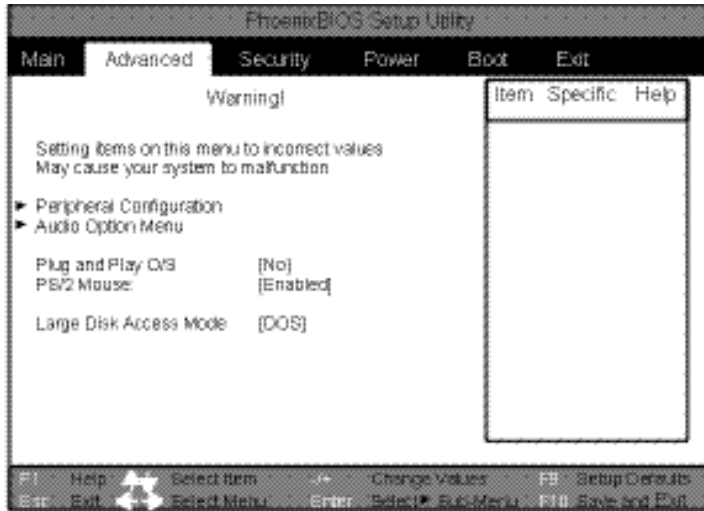 PhoenixBIOS Setup Utility
Main Advanced Security Power Boot Exit
Warning!
Item Specific Help
Setting items on this menu to incorrect values
May cause your system to malfunction
► Peripheral Configuration
► Audio Option Menu
Plug and Play O/S [No]
PS/2 Mouse: [Enabled]
Large Disk Access Mode [DOS]
F1 Help Select Item -/+ Change Values F9 Setup Defaults
Esc Exit Select Menu Enter Select ► Sub-Menu F10 Save and Exit